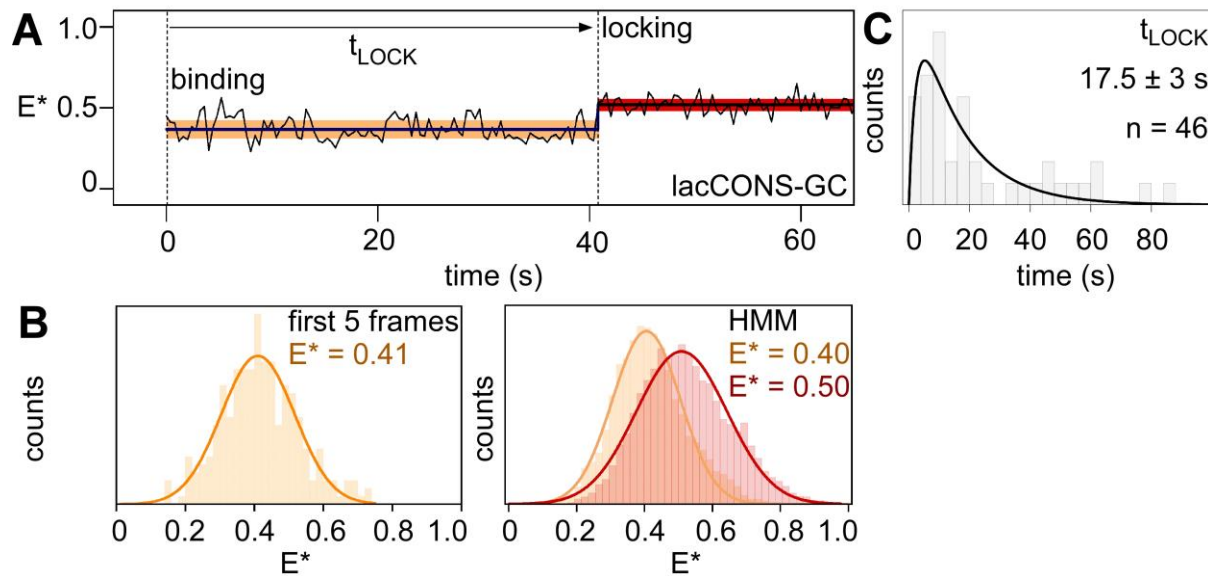 A
1.0
0.5
0
E*
binding
t_LOCK
locking
lacCONS-GC
0
20
40
60
time (s)
C
counts
t_LOCK
17.5 ± 3 s
n = 46
0
20
40
60
80
time (s)
B
counts
first 5 frames
E* = 0.41
0
0.2
0.4
0.6
0.8
1.0
E*
counts
HMM
E* = 0.40
E* = 0.50
0
0.2
0.4
0.6
0.8
1.0
E*